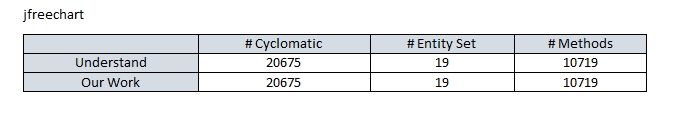 jfreechart
# Cyclomatic # Entity Set # Methods
Understand 20675 19 10719
Our Work 20675 19 10719